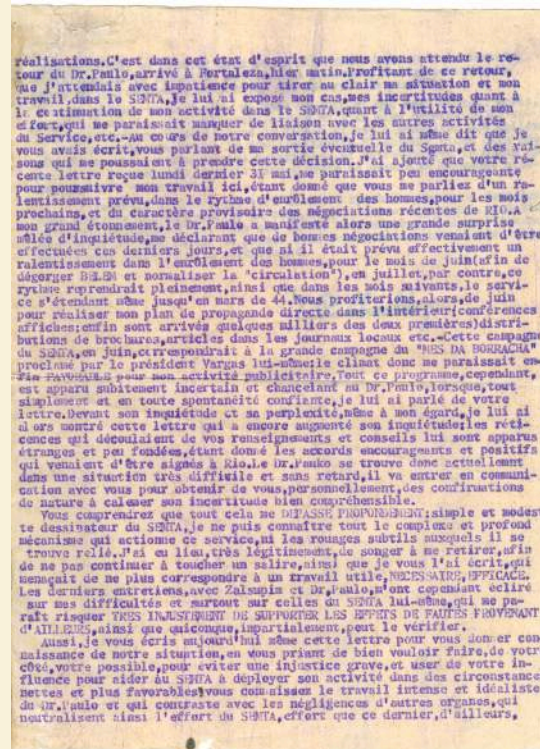 réalisations.C'est dans cet état d'esprit que nous avons attendu le re-
tour du Dr.Paulo,arrivé à Fortaleza,hier matin.Profitant de ce retour,
que j'attendais avec impatience pour tirer au clair ma situation et mon
travail,dans le SEMTA,je lui ai exposé mon cas,mes incertitudes quant à
la continuation de mon activité dans le SEMTA,quant à l'utilité de mon
effort,qui me paraissait manquer de liaison avec les autres activités
du Service,etc.Au cours de notre conversation,je lui ai même dit que je
vous avais écrit,vous parlant de ma sortie éventuelle du Semta,et des rai-
sons qui me poussaient à prendre cette décision.J'ai ajouté que votre ré-
cente lettre reçue lundi dernier 31 mai,me paraissait peu encourageante
pour poursuivre mon travail ici,étant donné que vous me parliez d'un ra-
lentissement prévu,dans le rythme d'enrôlement des hommes,pour les mois
prochains,et du caractère provisoire des négociations récentes de RIO.A
mon grand étonnement,le Dr.Paulo a manifesté alors une grande surprise
mêlée d'inquiétude,me déclarant que de bonnes négociations venaient d'être
effectuées ces derniers jours,et que si il était prévu effectivement un
ralentissement dans l'enrôlement des hommes,pour le mois de juin(afin de
dégorger BELEM et normaliser la "circulation"),en juillet,par contre,ce
rythme reprendrait pleinement,ainsi que dans les mois suivants,le servi-
ce s'étendant même jusqu'en mars de 44.Nous profiterions,alors,de juin
pour réaliser mon plan de propagande directe dans l'intérieur(conférences
affiches;enfin sont arrivés quelques milliers des deux premières)distri-
butions de brochures,articles dans les journaux locaux etc.-Cette campagne
du SEMTA,en juin,correspondrait à la grande campagne du "MES DA BORRACHA"
proclamé par le président Vargas lui-même;le climat donc me paraissait en-
fin FAVORABLE pour mon activité publicitaire.Tout ce programme,cependant,
est apparu subitement incertain et chancelant au Dr.Paulo,lorsque,tout
simplement et en toute spontanéité confiante,je lui ai parlé de votre
lettre.Devant son inquiétude et sa perplexité,même à mon égard,je lui ai
alors montré cette lettre qui a encore augmenté son inquiétude;les réti-
cences qui découlaient de vos renseignements et conseils lui sont apparus
étranges et peu fondées,étant donné les accords encourageants et positifs
qui venaient d'être signés à Rio.Le Dr.Pauko se trouve donc actuellement
dans une situation très difficile et sans retard,il va entrer en communi-
cation avec vous pour obtenir de vous,personnellement,des confirmations
de nature à calmer son incertitude bien compréhensible.
Vous comprendrez que tout cela me DEPASSE PROFONDEMENT:simple et modes-
te dessinateur du SEMTA,je ne puis connaître tout le complexe et profond
mécanisme qui actionne ce service,ni les rouages subtils auxquels il se
trouve relié.J'ai eu lieu,très légitimement,de songer à me retirer,afin
de ne pas continuer à toucher un salire,ainsi que je vous l'ai écrit,qui
menaçait de ne plus correspondre à un travail utile,NECESSAIRE,EFFICACE.
Les derniers entretiens,avec Zalsupin et Dr.Paulo,m'ont cependant écliré
sur mes difficultés et surtout sur celles du SEMTA lui-même,qui me pa-
raît risquer TRES INJUSTEMENT DE SUPPORTER LES EFFETS DE FAUTES PROVENANT
d'AILLEURS,ainsi que quiconque,impartialement,peut le vérifier.
Aussi,je vous écris aujourd'hui même cette lettre pour vous donner con-
naissance de notre situation,en vous priant de bien vouloir faire,de votre
côté,votre possible,pour éviter une injustice grave,et user de votre in-
fluence pour aider au SEMTA à déployer son activité dans des circonstances
nettes et plus favorables;vous connaissez le travail intense et idéaliste
du Dr.Paulo et qui contraste avec les négligences d'autres organes,qui
neutralisent ainsi l'effort du SEMTA,effort que ce dernier,d'ailleurs,